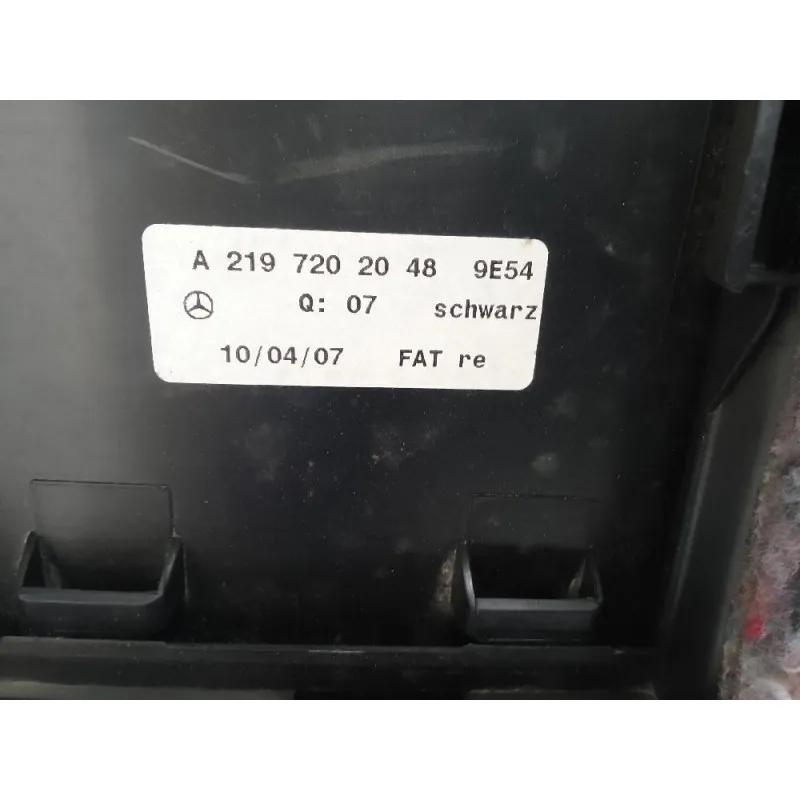 A 219 720 20 48 9E54
Q: 07 schwarz
10/04/07 FAT re